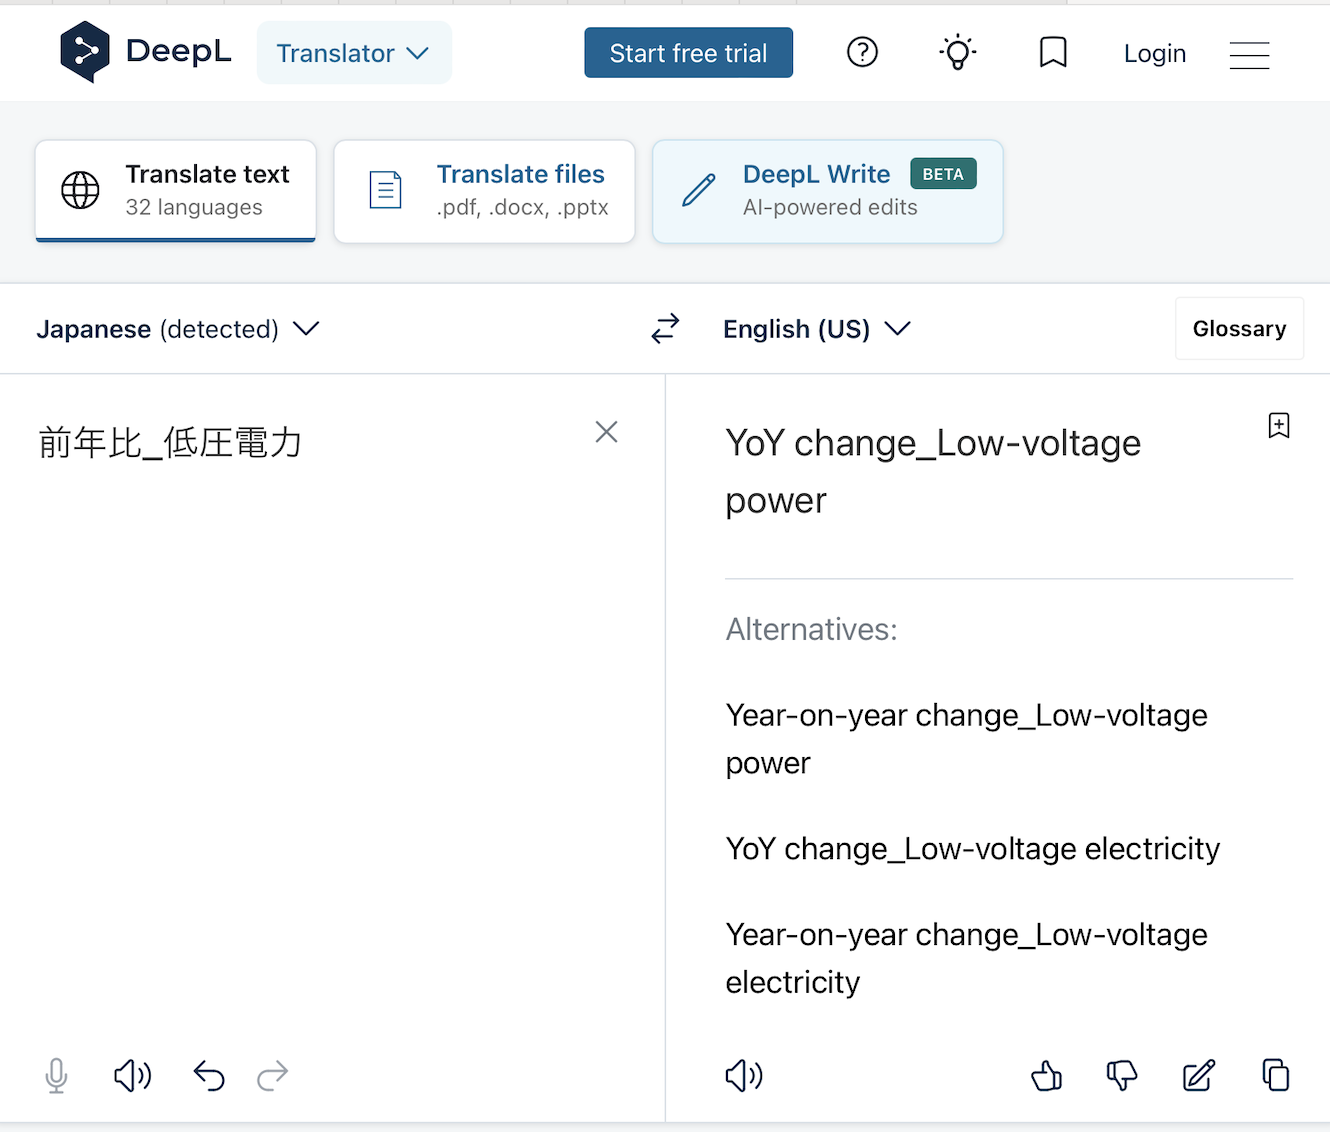 DeepL
Translator
Start free trial
Login
Translate text
32 languages
Translate files
.pdf, .docx, .pptx
DeepL Write BETA
AI-powered edits
Japanese (detected)
English (US)
Glossary
前年比_低圧電力
YoY change_Low-voltage
power
Alternatives:
Year-on-year change_Low-voltage
power
YoY change_Low-voltage electricity
Year-on-year change_Low-voltage
electricity